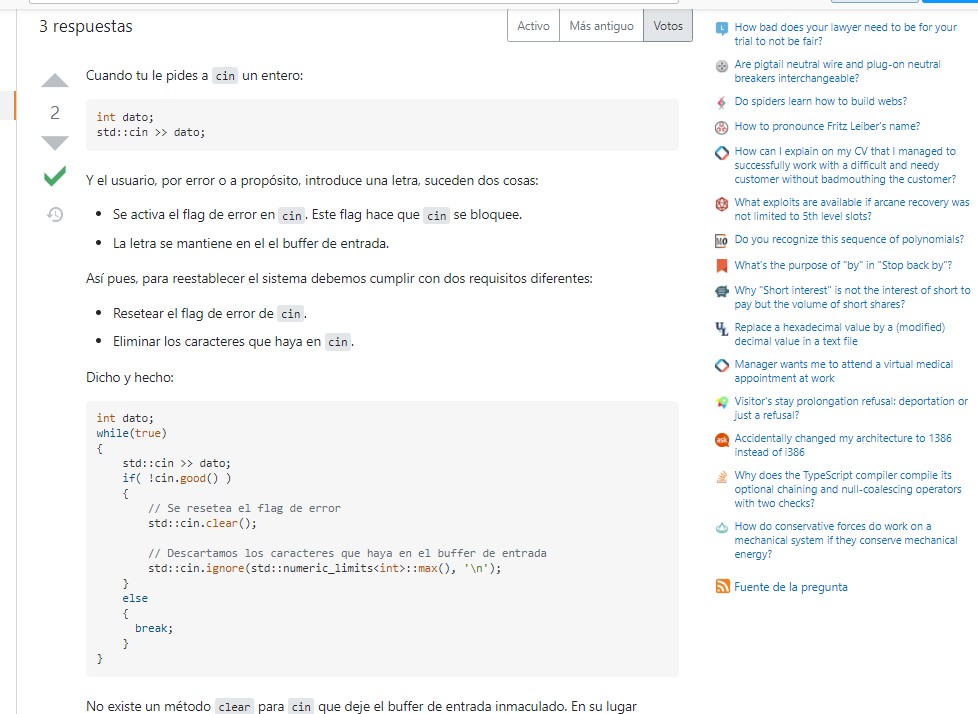 3 respuestas
Activo
Más antiguo
Votos
2
Cuando tu le pides a cin un entero:
int dato;
std::cin >> dato;
Y el usuario, por error o a propósito, introduce una letra, suceden dos cosas:
• Se activa el flag de error en cin. Este flag hace que cin se bloquee.
• La letra se mantiene en el el buffer de entrada.
Así pues, para reestablecer el sistema debemos cumplir con dos requisitos diferentes:
• Resetear el flag de error de cin.
• Eliminar los caracteres que haya en cin.
Dicho y hecho:
int dato;
while(true)
{
    std::cin >> dato;
    if( !cin.good() )
    {
        // Se resetea el flag de error
        std::cin.clear();
        // Descartamos los caracteres que haya en el buffer de entrada
        std::cin.ignore(std::numeric_limits<int>::max(), '\n');
    }
    else
    {
      break;
    }
}
No existe un método clear para cin que deje el buffer de entrada inmaculado. En su lugar
How bad does your lawyer need to be for your
trial to not be fair?
Are pigtail neutral wire and plug-on neutral
breakers interchangeable?
Do spiders learn how to build webs?
How to pronounce Fritz Leiber's name?
How can I explain on my CV that I managed to
successfully work with a difficult and needy
customer without badmouthing the customer?
What exploits are available if arcane recovery was
not limited to 5th level slots?
MO
Do you recognize this sequence of polynomials?
What's the purpose of "by" in "Stop back by"?
Why "Short interest" is not the interest of short to
pay but the volume of short shares?
UL
Replace a hexadecimal value by a (modified)
decimal value in a text file
Manager wants me to attend a virtual medical
appointment at work
Visitor's stay prolongation refusal: deportation or
just a refusal?
ask
Accidentally changed my architecture to 1386
instead of i386
Why does the TypeScript compiler compile its
optional chaining and null-coalescing operators
with two checks?
How do conservative forces do work on a
mechanical system if they conserve mechanical
energy?
Fuente de la pregunta